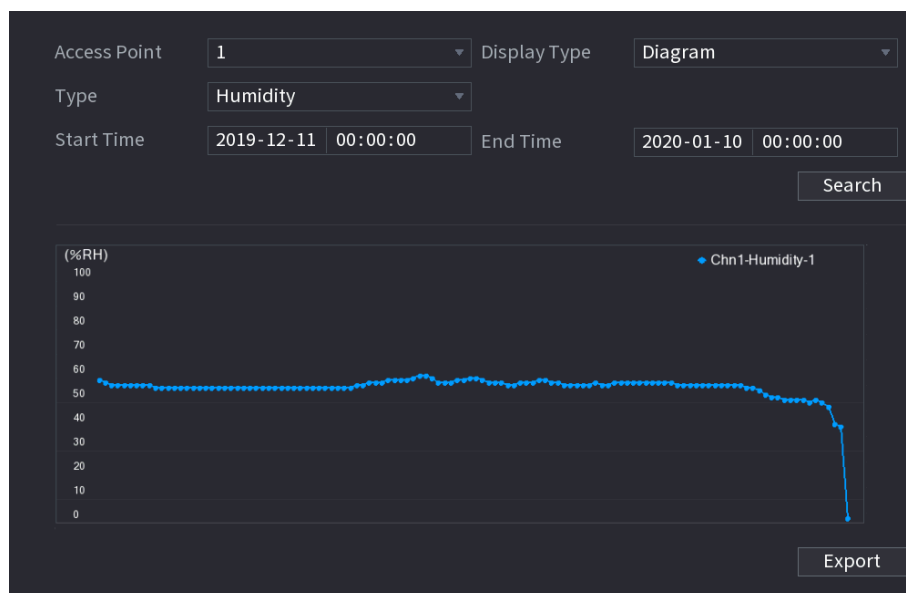 Access Point 1 Display Type Diagram
Type Humidity
Start Time 2019-12-11 00:00:00 End Time 2020-01-10 00:00:00
Search
(%RH)
Chn1-Humidity-1
100
90
80
70
60
50
40
30
20
10
0
Export